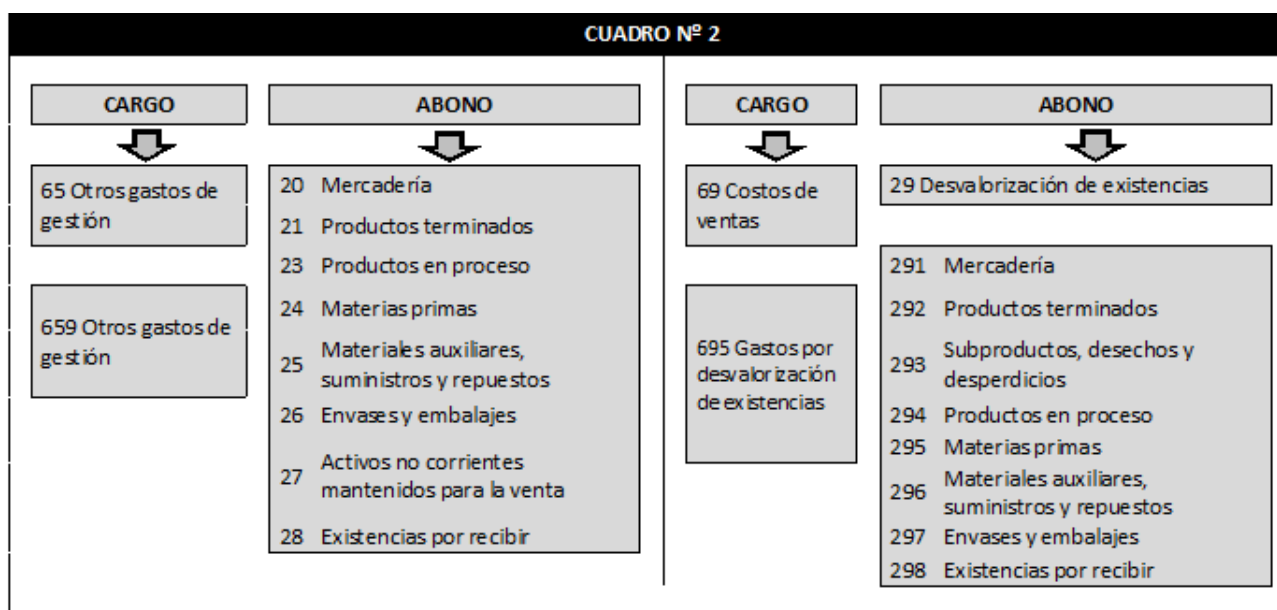 CUADRO Nº 2
CARGO
ABONO
65 Otros gastos de
gestión
659 Otros gastos de
gestión
20 Mercadería
21 Productos terminados
23 Productos en proceso
24 Materias primas
25 Materiales auxiliares,
suministros y repuestos
26 Envases y embalajes
27 Activos no corrientes
mantenidos para la venta
28 Existencias por recibir
CARGO
ABONO
69 Costos de
ventas
695 Gastos por
desvalorización
de existencias
29 Desvalorización de existencias
291 Mercadería
292 Productos terminados
293 Subproductos, desechos y
desperdicios
294 Productos en proceso
295 Materias primas
296 Materiales auxiliares,
suministros y repuestos
297 Envases y embalajes
298 Existencias por recibir